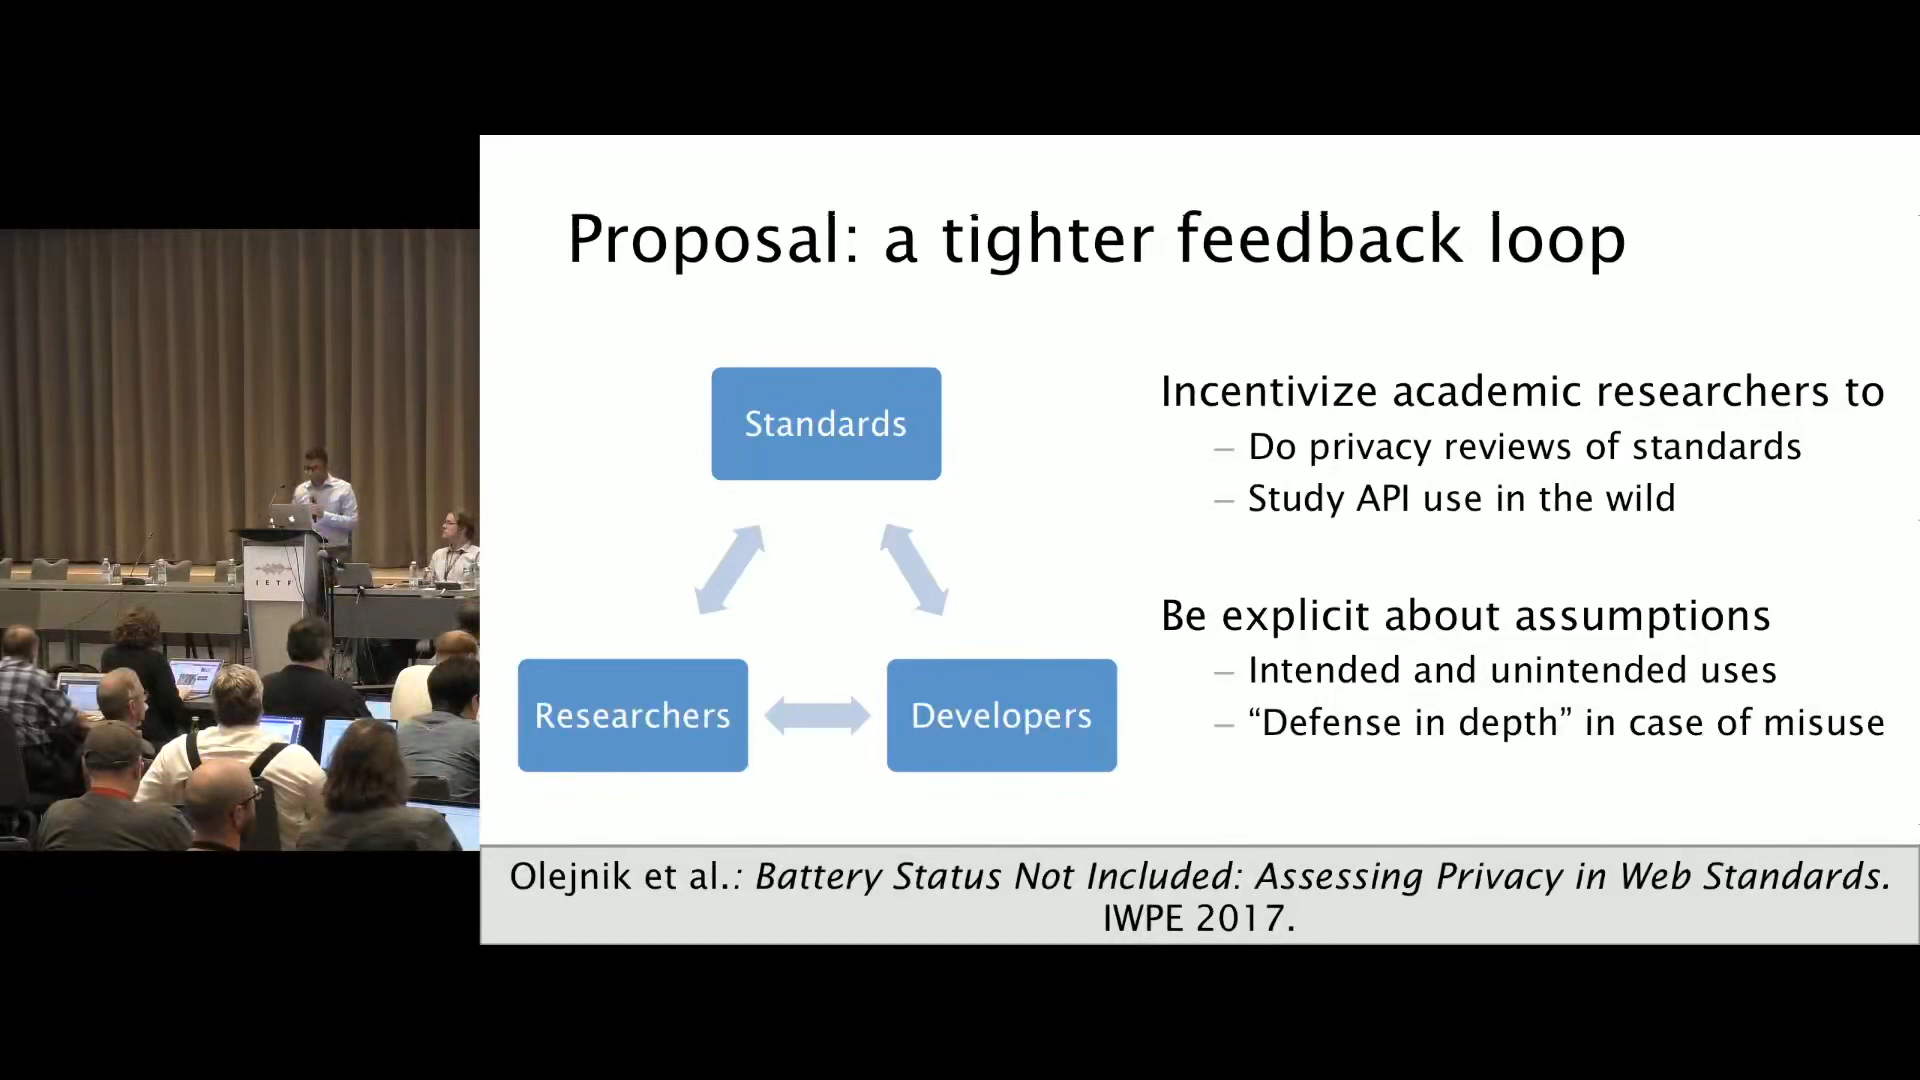 Proposal: a tighter feedback loop
Standards
Researchers
Developers
Incentivize academic researchers to
– Do privacy reviews of standards
– Study API use in the wild
Be explicit about assumptions
– Intended and unintended uses
– “Defense in depth” in case of misuse
Olejnik et al.: Battery Status Not Included: Assessing Privacy in Web Standards.
IWPE 2017.
I E T F